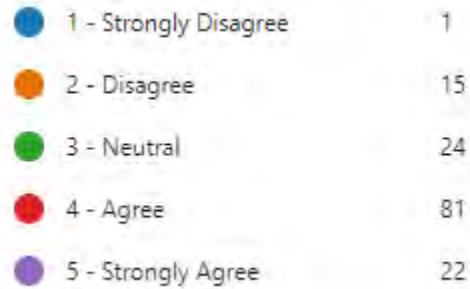 1 - Strongly Disagree 1
2 - Disagree 15
3 - Neutral 24
4 - Agree 81
5 - Strongly Agree 22